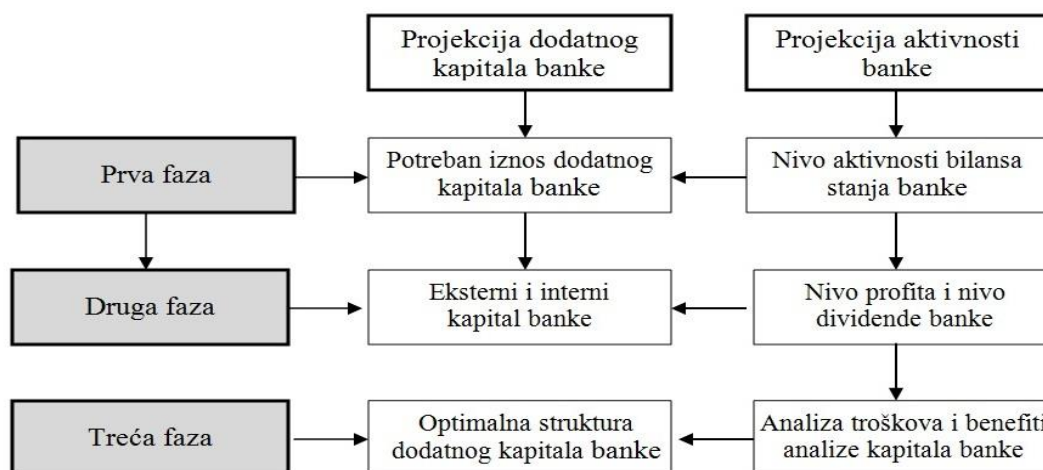 Projekcija dodatnog
kapitala banke
Projekcija aktivnosti
banke
Prva faza
Potreban iznos dodatnog
kapitala banke
Nivo aktivnosti bilansa
stanja banke
Druga faza
Eksterni i interni
kapital banke
Nivo profita i nivo
dividende banke
Treća faza
Optimalna struktura
dodatnog kapitala banke
Analiza troškova i benefiti
analize kapitala banke